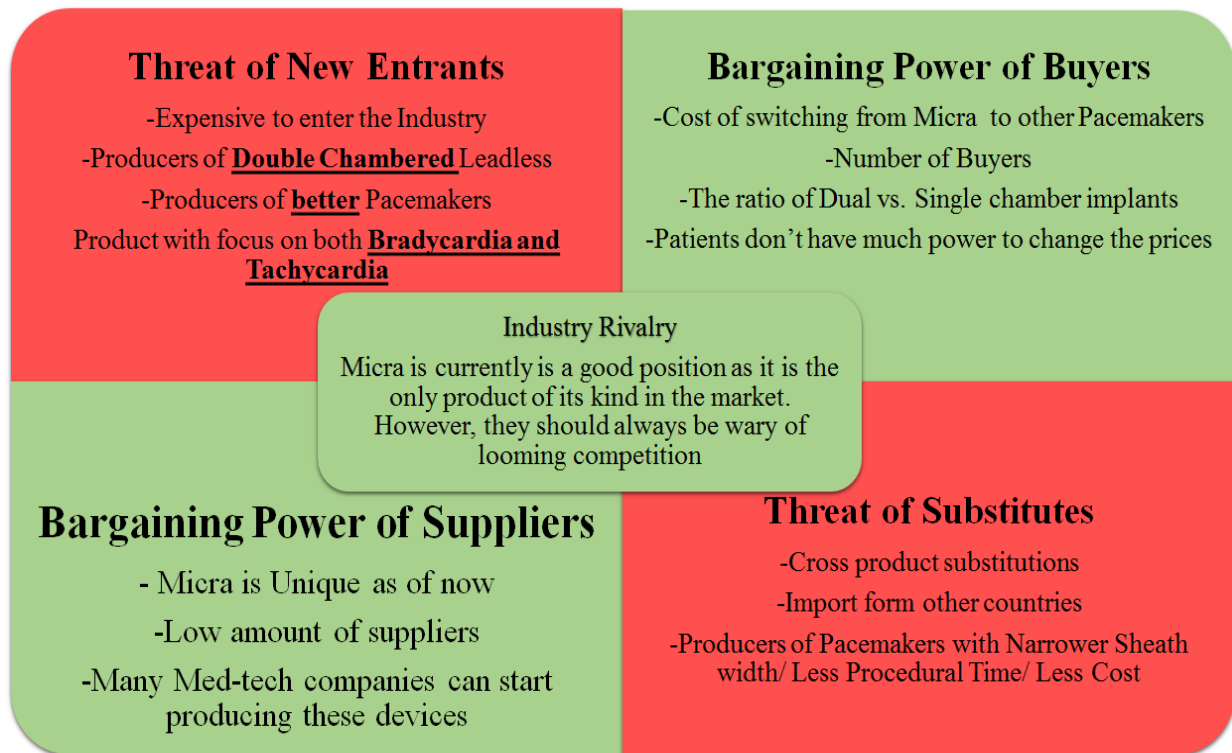 Threat of New Entrants
-Expensive to enter the Industry
-Producers of Double Chambered Leadless
-Producers of better Pacemakers
Product with focus on both Bradycardia and
Tachycardia
Bargaining Power of Buyers
-Cost of switching from Micra to other Pacemakers
-Number of Buyers
-The ratio of Dual vs. Single chamber implants
-Patients don't have much power to change the prices
Industry Rivalry
Micra is currently is a good position as it is the
only product of its kind in the market.
However, they should always be wary of
looming competition
Bargaining Power of Suppliers
- Micra is Unique as of now
-Low amount of suppliers
-Many Med-tech companies can start
producing these devices
Threat of Substitutes
-Cross product substitutions
-Import form other countries
-Producers of Pacemakers with Narrower Sheath
width/ Less Procedural Time/ Less Cost